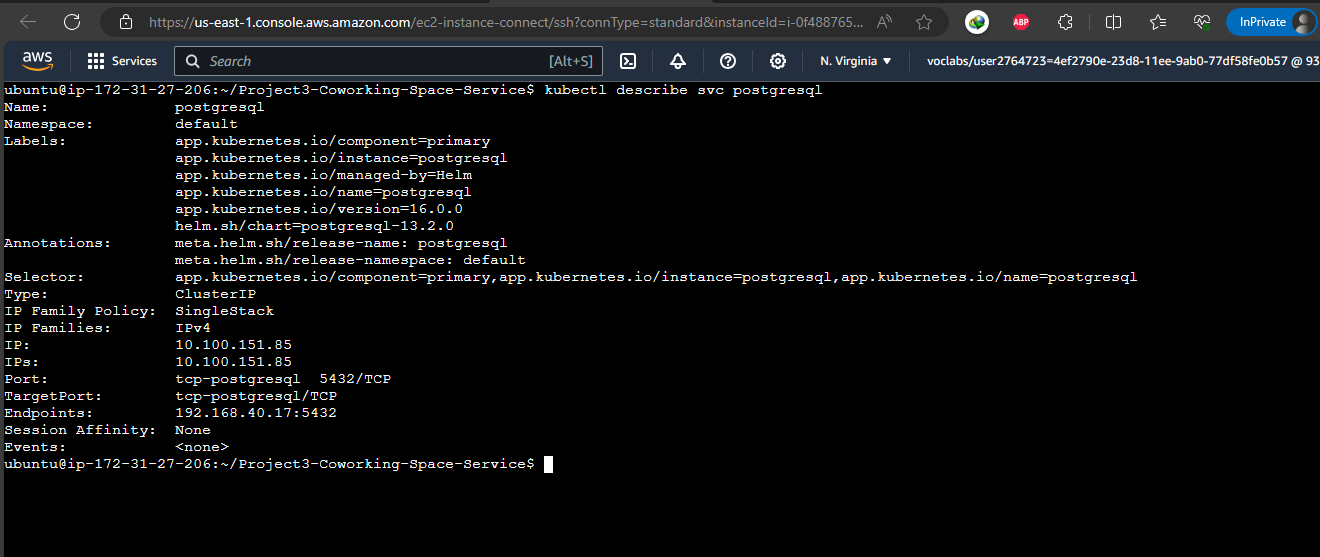 https://us-east-1.console.aws.amazon.com/ec2-instance-connect/ssh?connType=standard&instanceId=i-0f488765... A ABP InPrivate
aws Services Search [Alt+S] N. Virginia voclabs/user2764723=4ef2790e-23d8-11ee-9ab0-77df58fe0b57 @ 93
ubuntu@ip-172-31-27-206:~/Project3-Coworking-Space-Service$ kubectl describe svc postgresql
Name: postgresql
Namespace: default
Labels: app.kubernetes.io/component=primary
app.kubernetes.io/instance=postgresql
app.kubernetes.io/managed-by=Helm
app.kubernetes.io/name=postgresql
app.kubernetes.io/version=16.0.0
helm.sh/chart=postgresql-13.2.0
Annotations: meta.helm.sh/release-name: postgresql
meta.helm.sh/release-namespace: default
Selector: app.kubernetes.io/component=primary,app.kubernetes.io/instance=postgresql,app.kubernetes.io/name=postgresql
Type: ClusterIP
IP Family Policy: SingleStack
IP Families: IPv4
IP: 10.100.151.85
IPs: 10.100.151.85
Port: tcp-postgresql 5432/TCP
TargetPort: tcp-postgresql/TCP
Endpoints: 192.168.40.17:5432
Session Affinity: None
Events: <none>
ubuntu@ip-172-31-27-206:~/Project3-Coworking-Space-Service$